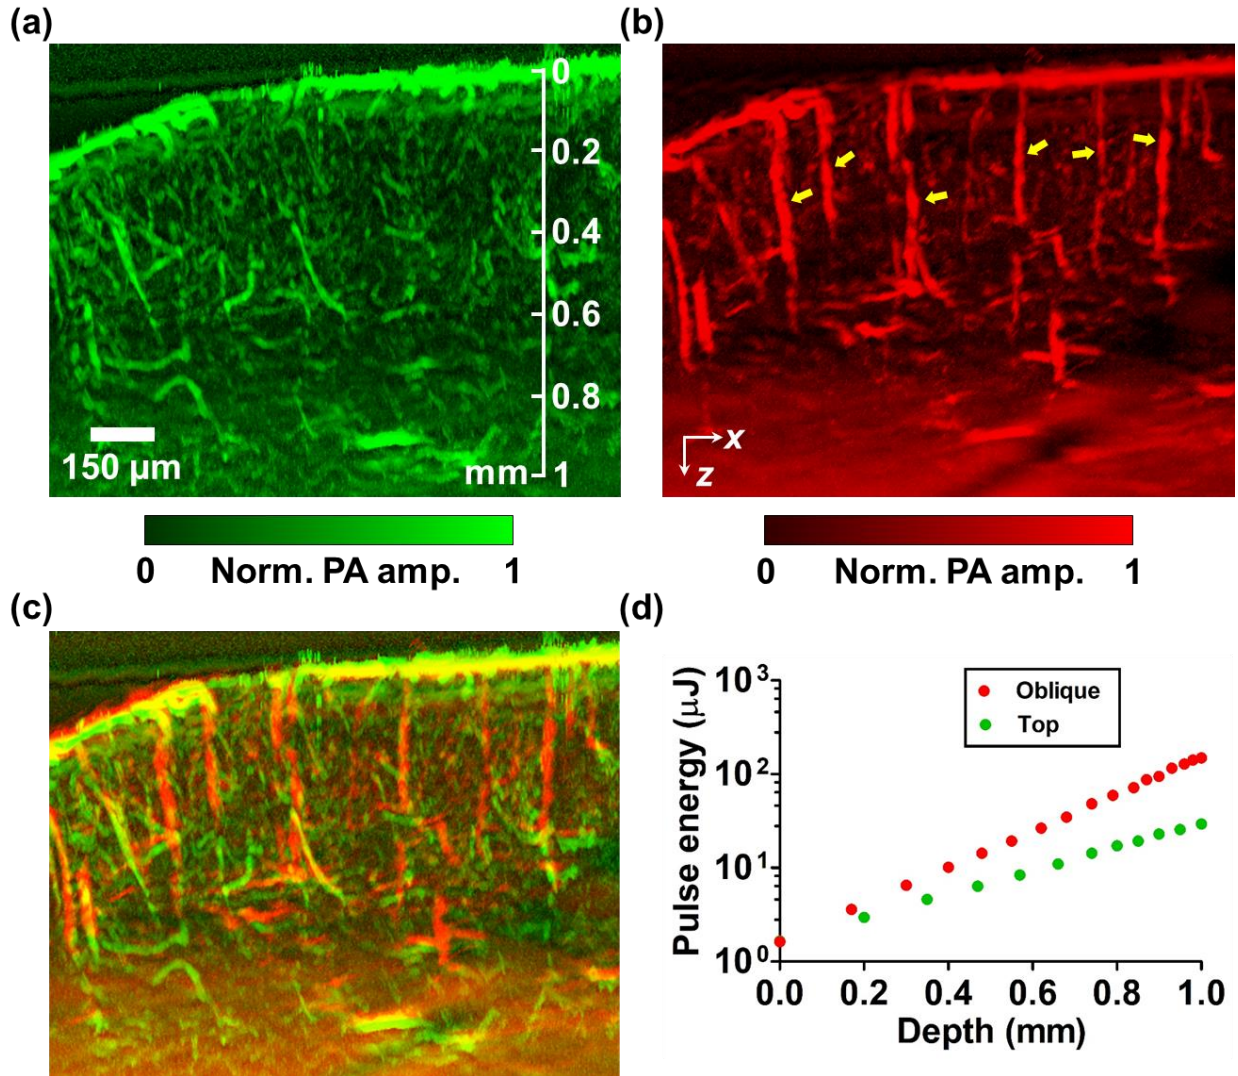 (a)
(b)
0
0.2
0.4
0.6
0.8
mm 1
150 µm
x
z
0 Norm. PA amp. 1
0 Norm. PA amp. 1
(c)
(d)
Pulse energy (µJ)
10³
10²
10¹
10⁰
Oblique
Top
0.0 0.2 0.4 0.6 0.8 1.0
Depth (mm)